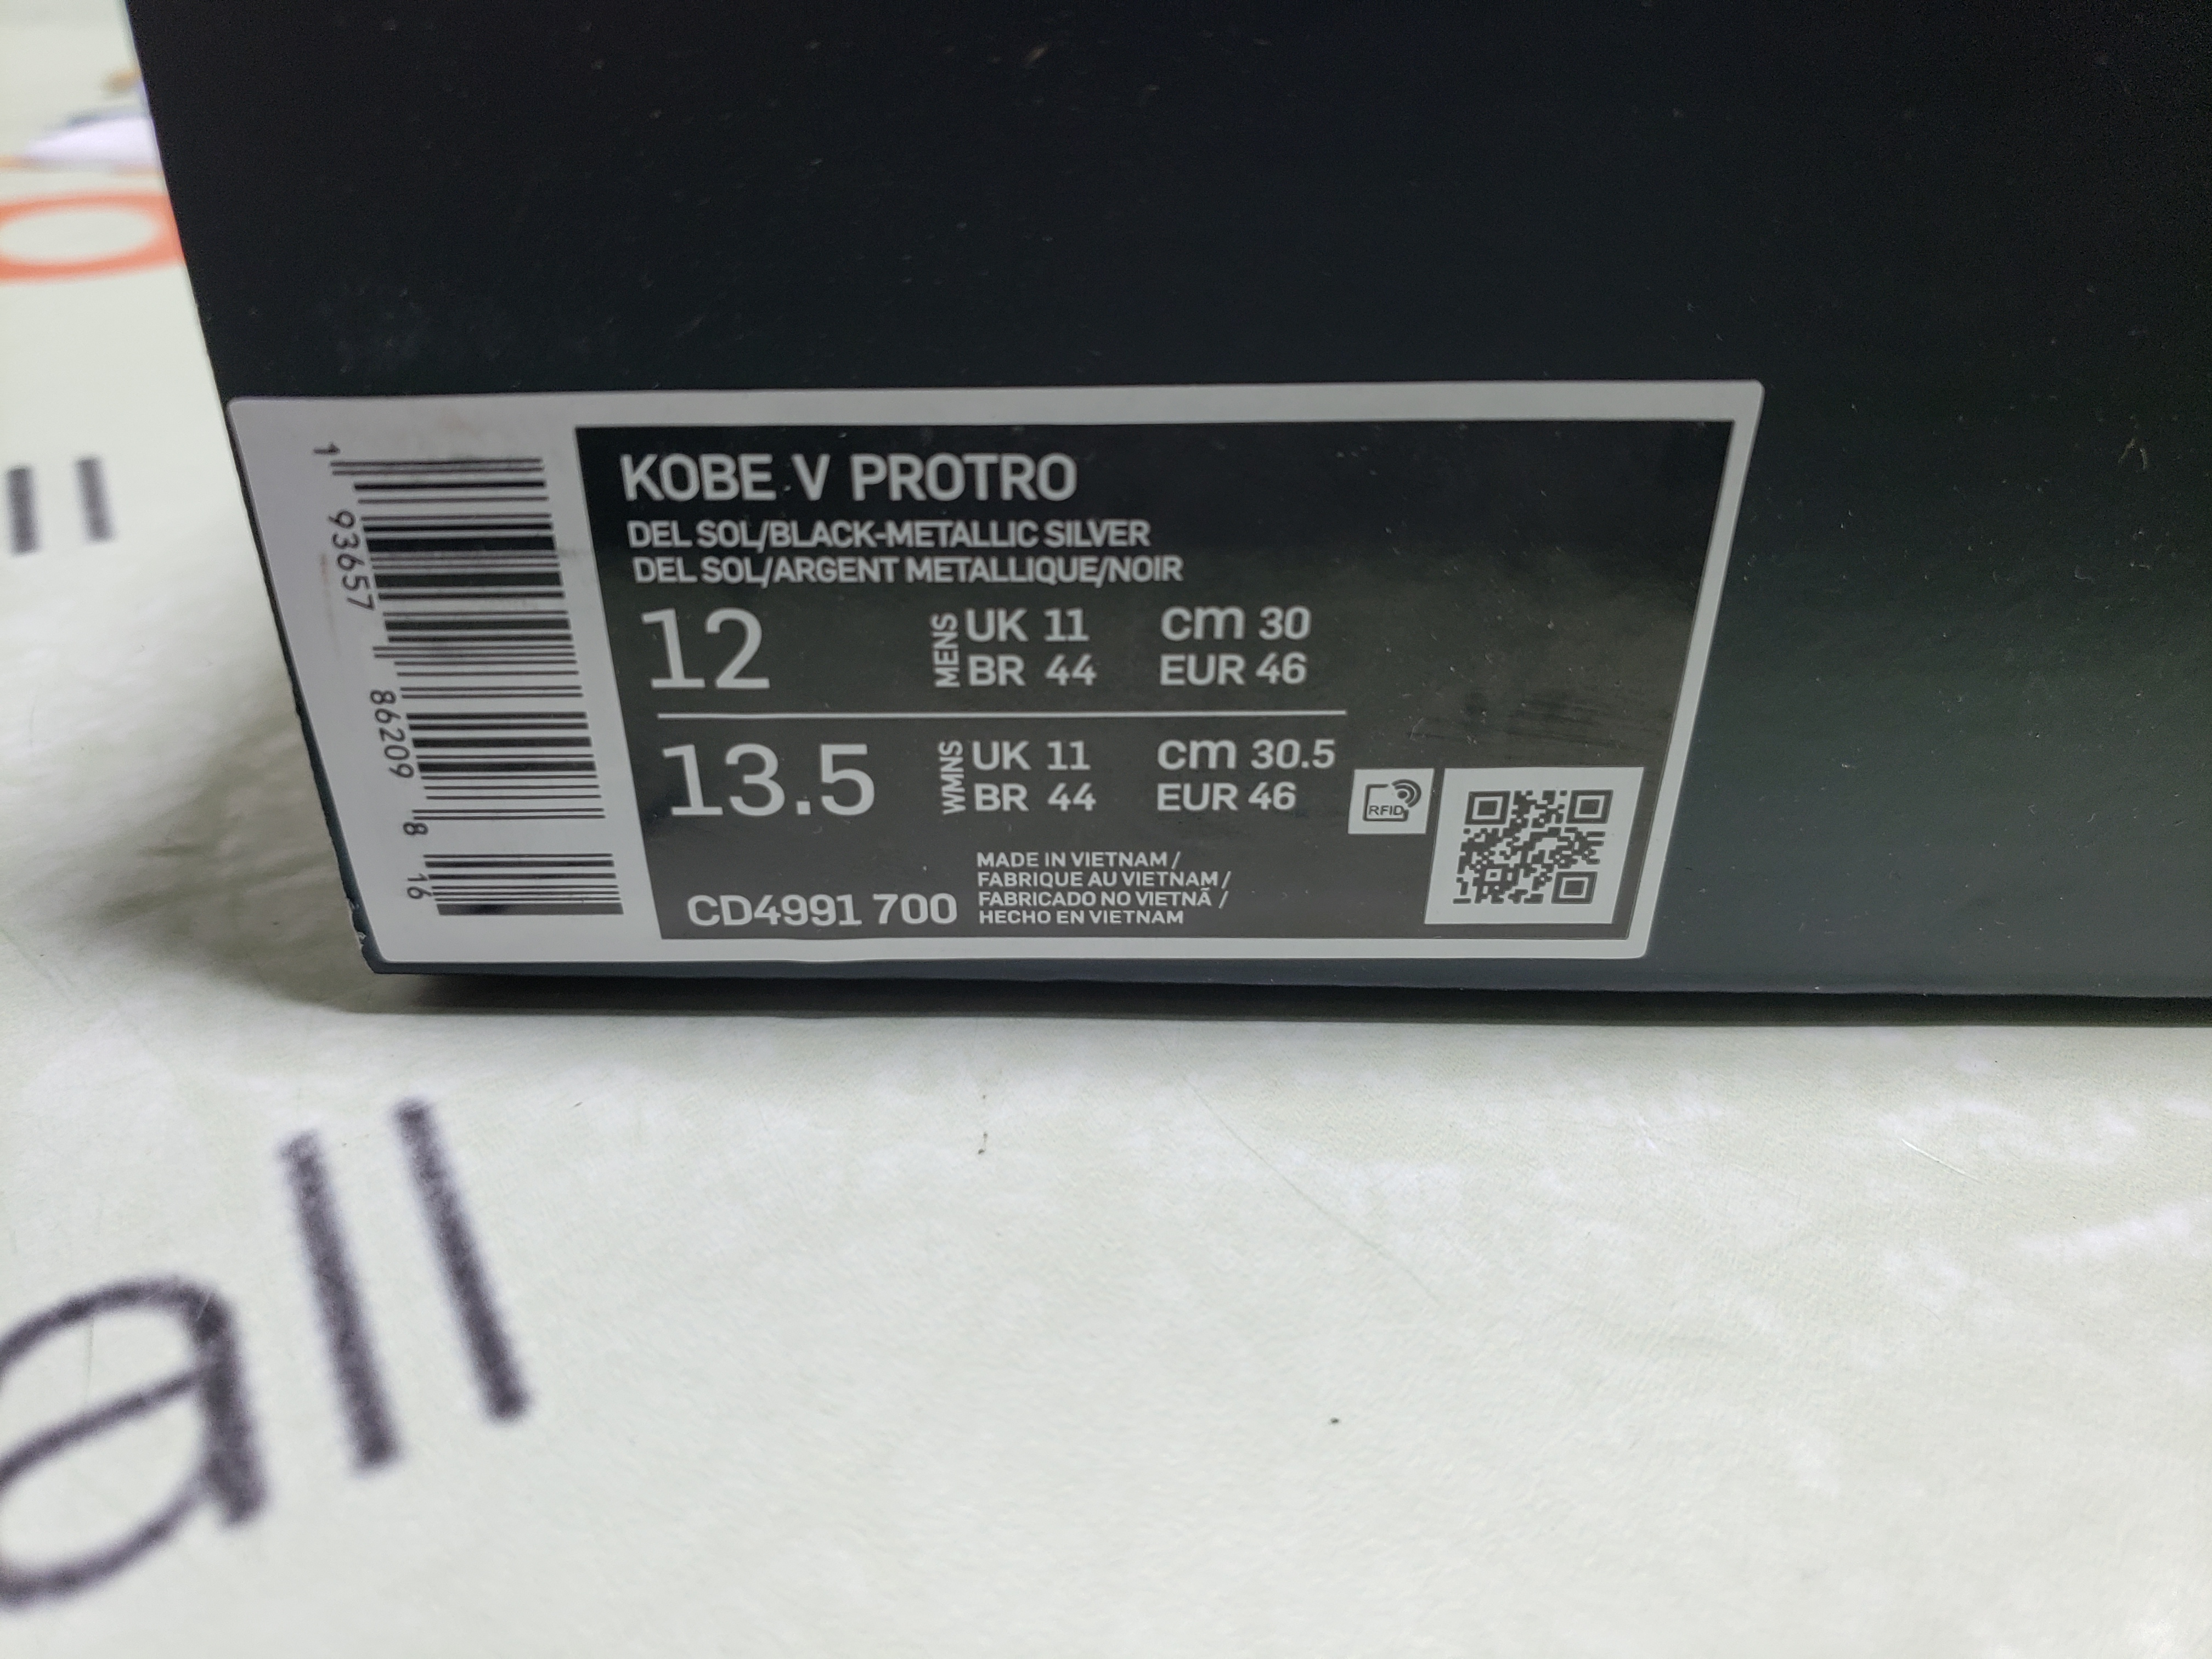 KOBE V PROTRO
DEL SOL/BLACK-METALLIC SILVER
DEL SOL/ARGENT METALLIQUE/NOIR
12 MENS UK 11 cm 30
BR 44 EUR 46
13.5 WMNS UK 11 cm 30.5
BR 44 EUR 46
RFID
CD4991 700
MADE IN VIETNAM /
FABRIQUE AU VIETNAM /
FABRICADO NO VIETNÃ /
HECHO EN VIETNAM
1 93657 86209 8 16
all